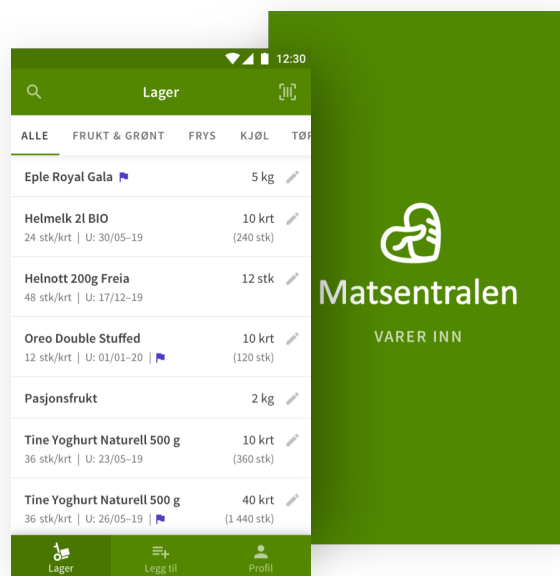 12:30
Lager
ALLE FRUKT & GRØNT FRYS KJØL TØR
Eple Royal Gala 5 kg
Helmelk 2l BIO 10 krt
24 stk/krt | U: 30/05–19 (240 stk)
Helnott 200g Freia 12 stk
48 stk/krt | U: 17/12–19
Oreo Double Stuffed 10 krt
12 stk/krt | U: 01/01–20 | (120 stk)
Pasjonsfrukt 2 kg
Tine Yoghurt Naturell 500 g 10 krt
36 stk/krt | U: 23/05–19 (360 stk)
Tine Yoghurt Naturell 500 g 40 krt
36 stk/krt | U: 26/05–19 | (1 440 stk)
Lager Legg til Profil
Matsentralen
VARER INN